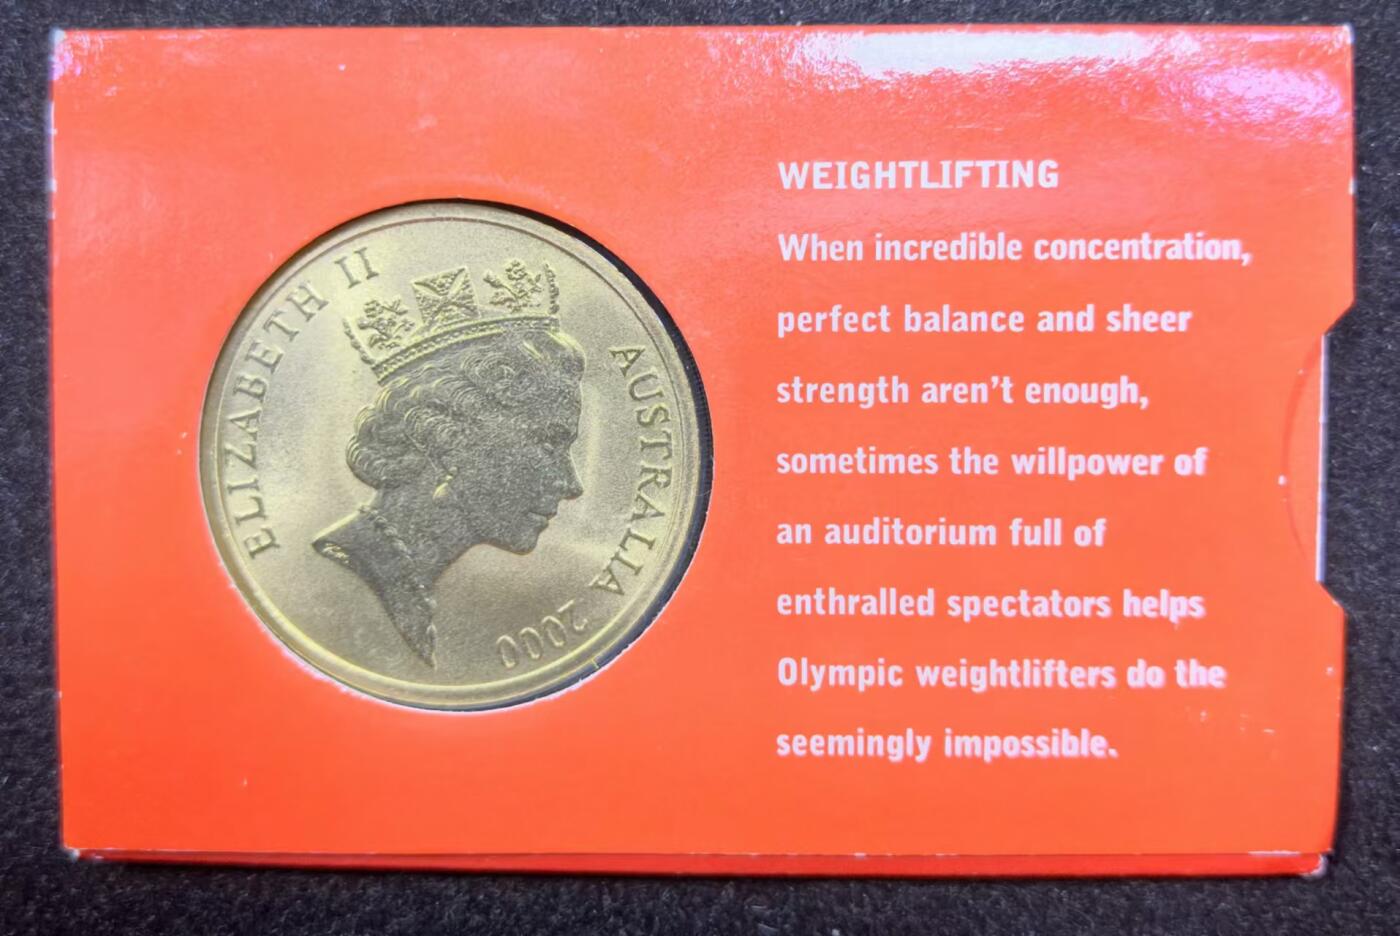 ELIZABETH II
AUSTRALIA 2000
WEIGHTLIFTING
When incredible concentration,
perfect balance and sheer
strength aren't enough,
sometimes the willpower of
an auditorium full of
enthralled spectators helps
Olympic weightlifters do the
seemingly impossible.